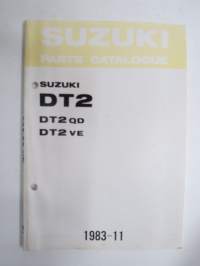 SUZUKI
PARTS CATALOGUE
SUZUKI
DT2
DT2QD
DT2VE
1983-11